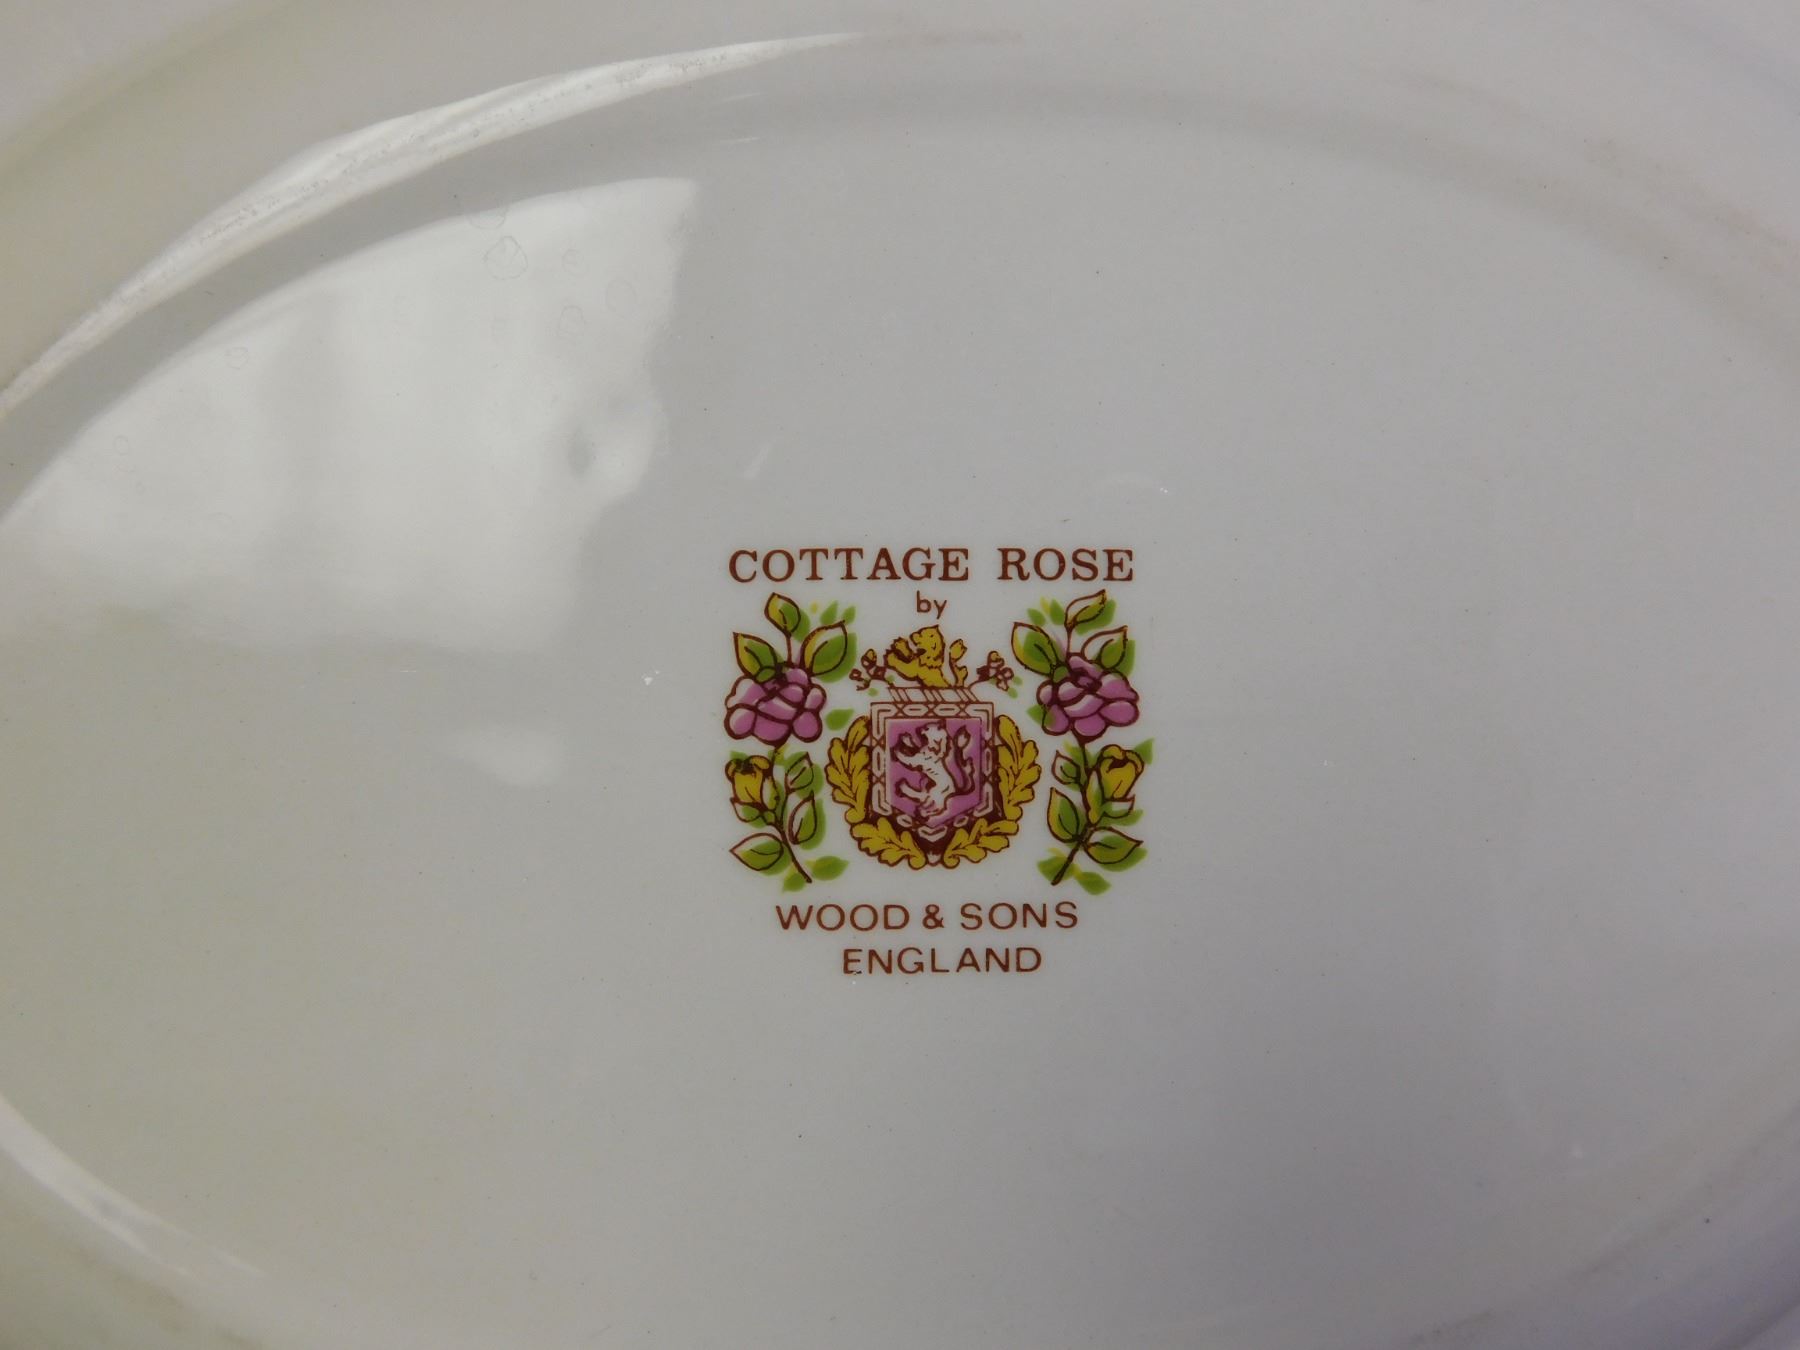 COTTAGE ROSE
by
WOOD & SONS
ENGLAND